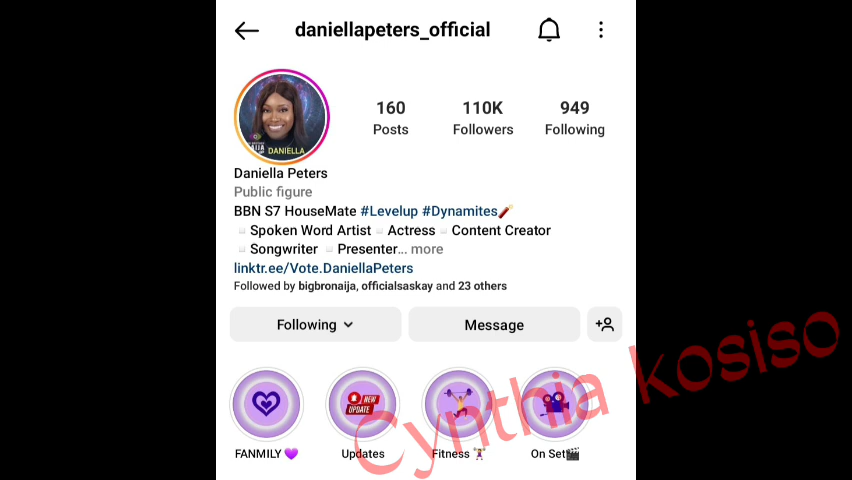 daniellapeters_official
160
Posts
110K
Followers
949
Following
DANIELLA
Daniella Peters
Public figure
BBN S7 HouseMate #Levelup #Dynamites🧨
▫️Spoken Word Artist▫️Actress▫️Content Creator
▫️Songwriter ▫️Presenter... more
linktr.ee/Vote.DaniellaPeters
Followed by bigbronaija, officialsaskay and 23 others
Following
Message
NEW
UPDATE
FANMILY 💜
Updates
Fitness 🏋️‍♀️
On Set🎬
Cynthia kosiso